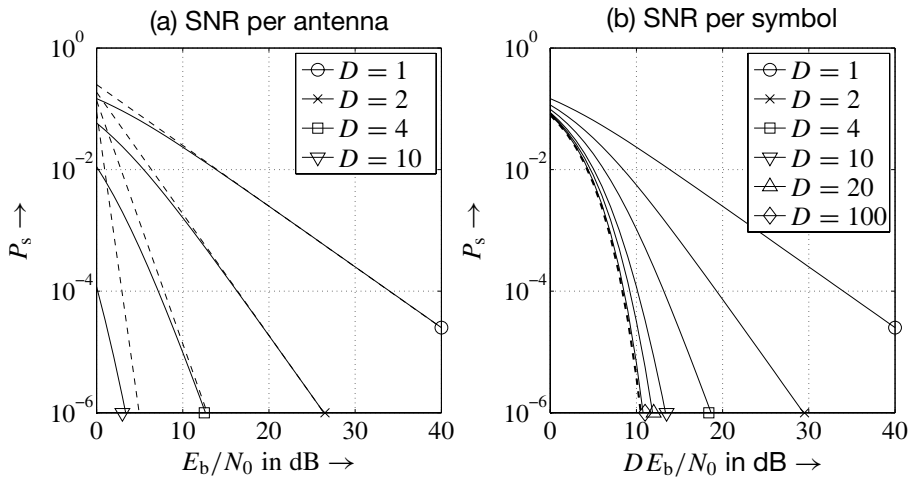 (a) SNR per antenna
10^0
10^-2
10^-4
10^-6
P_s →
0 10 20 30 40
E_b/N_0 in dB →
D = 1
D = 2
D = 4
D = 10
(b) SNR per symbol
10^0
10^-2
10^-4
10^-6
P_s →
0 10 20 30 40
D E_b/N_0 in dB →
D = 1
D = 2
D = 4
D = 10
D = 20
D = 100